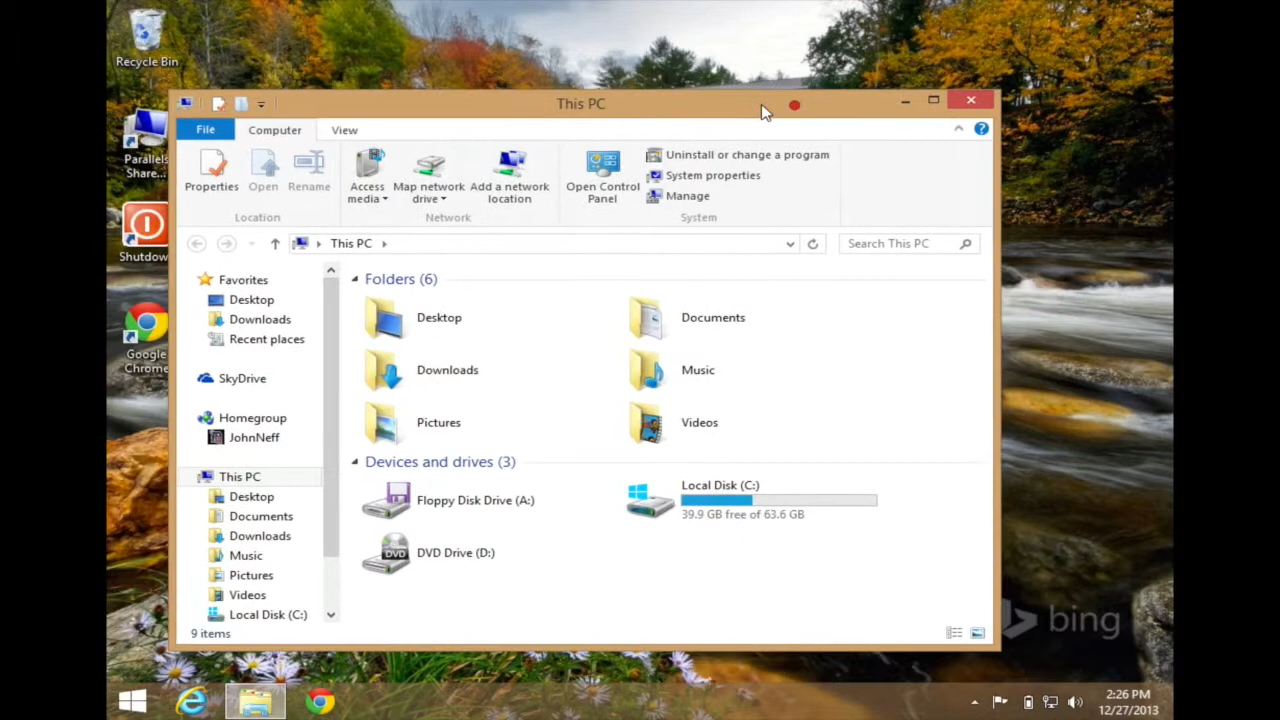 Recycle Bin
Parallels
Share...
Shutdow
Google
Chrome
This PC
File
Computer
View
Properties
Open
Rename
Location
Access
media
Map network
drive
Add a network
location
Network
Open Control
Panel
Uninstall or change a program
System properties
Manage
System
This PC
Search This PC
Favorites
Desktop
Downloads
Recent places
SkyDrive
Homegroup
JohnNeff
This PC
Desktop
Documents
Downloads
Music
Pictures
Videos
Local Disk (C:)
Folders (6)
Desktop
Documents
Downloads
Music
Pictures
Videos
Devices and drives (3)
Floppy Disk Drive (A:)
Local Disk (C:)
39.9 GB free of 63.6 GB
DVD
DVD Drive (D:)
9 items
bing
2:26 PM
12/27/2013